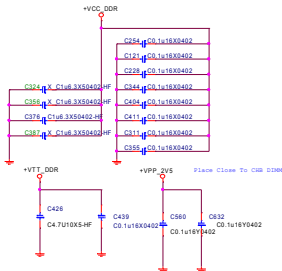 +VCC_DDR
C254 C0.1u16X0402
C121 C0.1u16X0402
C228 C0.1u16X0402
C324 X_C1u6.3X50402-HF C344 C0.1u16X0402
C356 X_C1u6.3X50402-HF C404 C0.1u16X0402
C376 C1u6.3X50402-HF C411 C0.1u16X0402
C387 X_C1u6.3X50402-HF C311 C0.1u16X0402
C355 C0.1u16X0402
+VTT_DDR +VPP_2V5 Place Close To CHB DIMM
C426 C439 C560 C632
C4.7U10X5-HF C0.1u16X0402 C0.1u16Y0402 C0.1u16Y0402